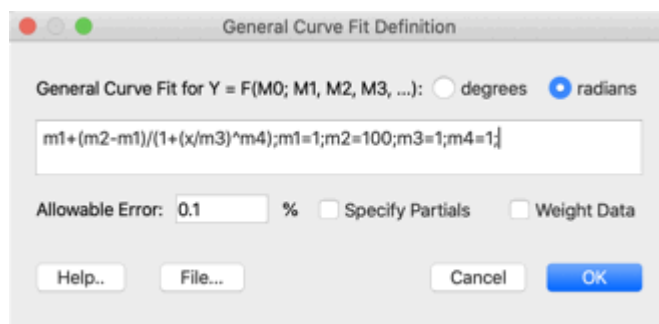 General Curve Fit Definition
General Curve Fit for Y = F(M0; M1, M2, M3, ...): degrees radians
m1+(m2-m1)/(1+(x/m3)^m4);m1=1;m2=100;m3=1;m4=1;
Allowable Error: 0.1 % Specify Partials Weight Data
Help.. File... Cancel OK